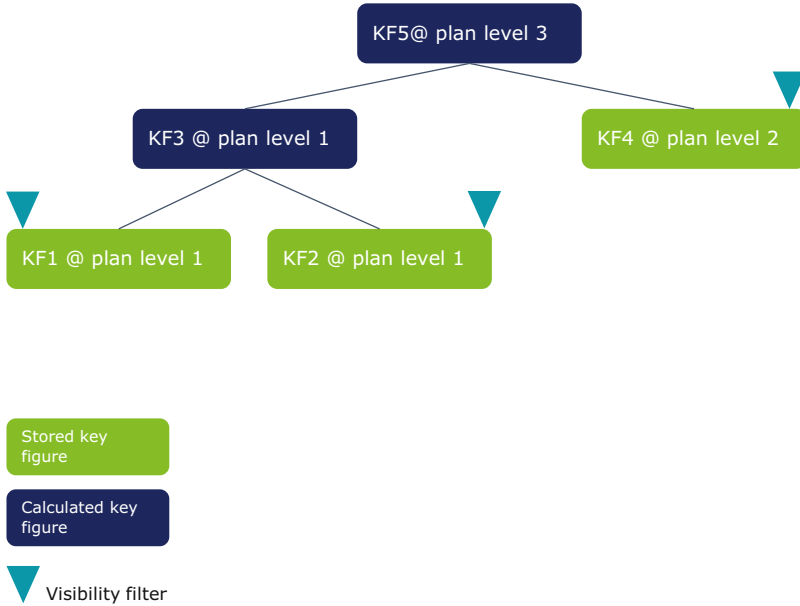 KF5@ plan level 3
KF3 @ plan level 1
KF4 @ plan level 2
KF1 @ plan level 1
KF2 @ plan level 1
Stored key
figure
Calculated key
figure
Visibility filter